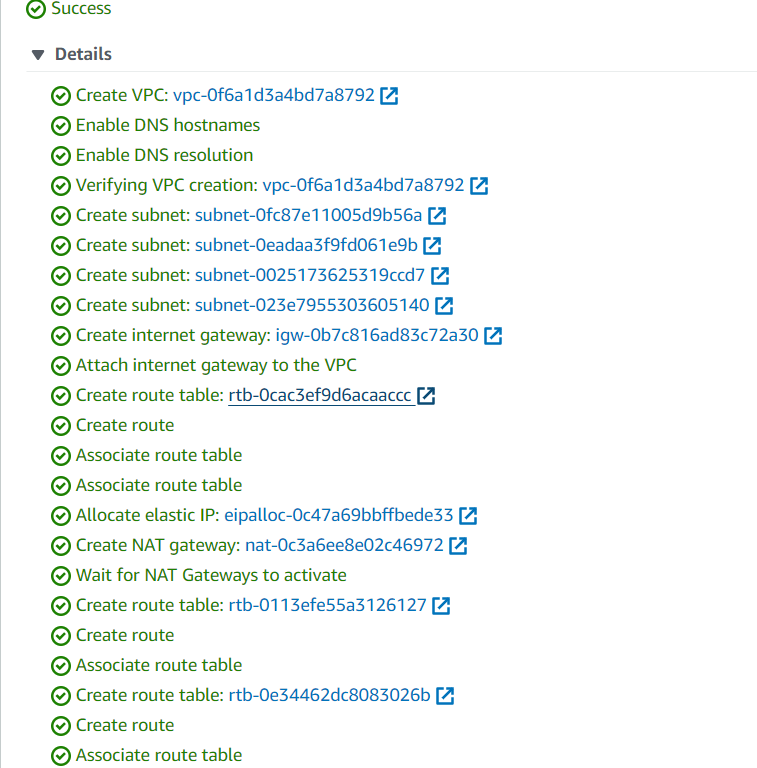 Success
Details
Create VPC: vpc-0f6a1d3a4bd7a8792
Enable DNS hostnames
Enable DNS resolution
Verifying VPC creation: vpc-0f6a1d3a4bd7a8792
Create subnet: subnet-0fc87e11005d9b56a
Create subnet: subnet-0eadaa3f9fd061e9b
Create subnet: subnet-0025173625319ccd7
Create subnet: subnet-023e7955303605140
Create internet gateway: igw-0b7c816ad83c72a30
Attach internet gateway to the VPC
Create route table: rtb-0cac3ef9d6acaaccc
Create route
Associate route table
Associate route table
Allocate elastic IP: eipalloc-0c47a69bbffbede33
Create NAT gateway: nat-0c3a6ee8e02c46972
Wait for NAT Gateways to activate
Create route table: rtb-0113efe55a3126127
Create route
Associate route table
Create route table: rtb-0e34462dc8083026b
Create route
Associate route table